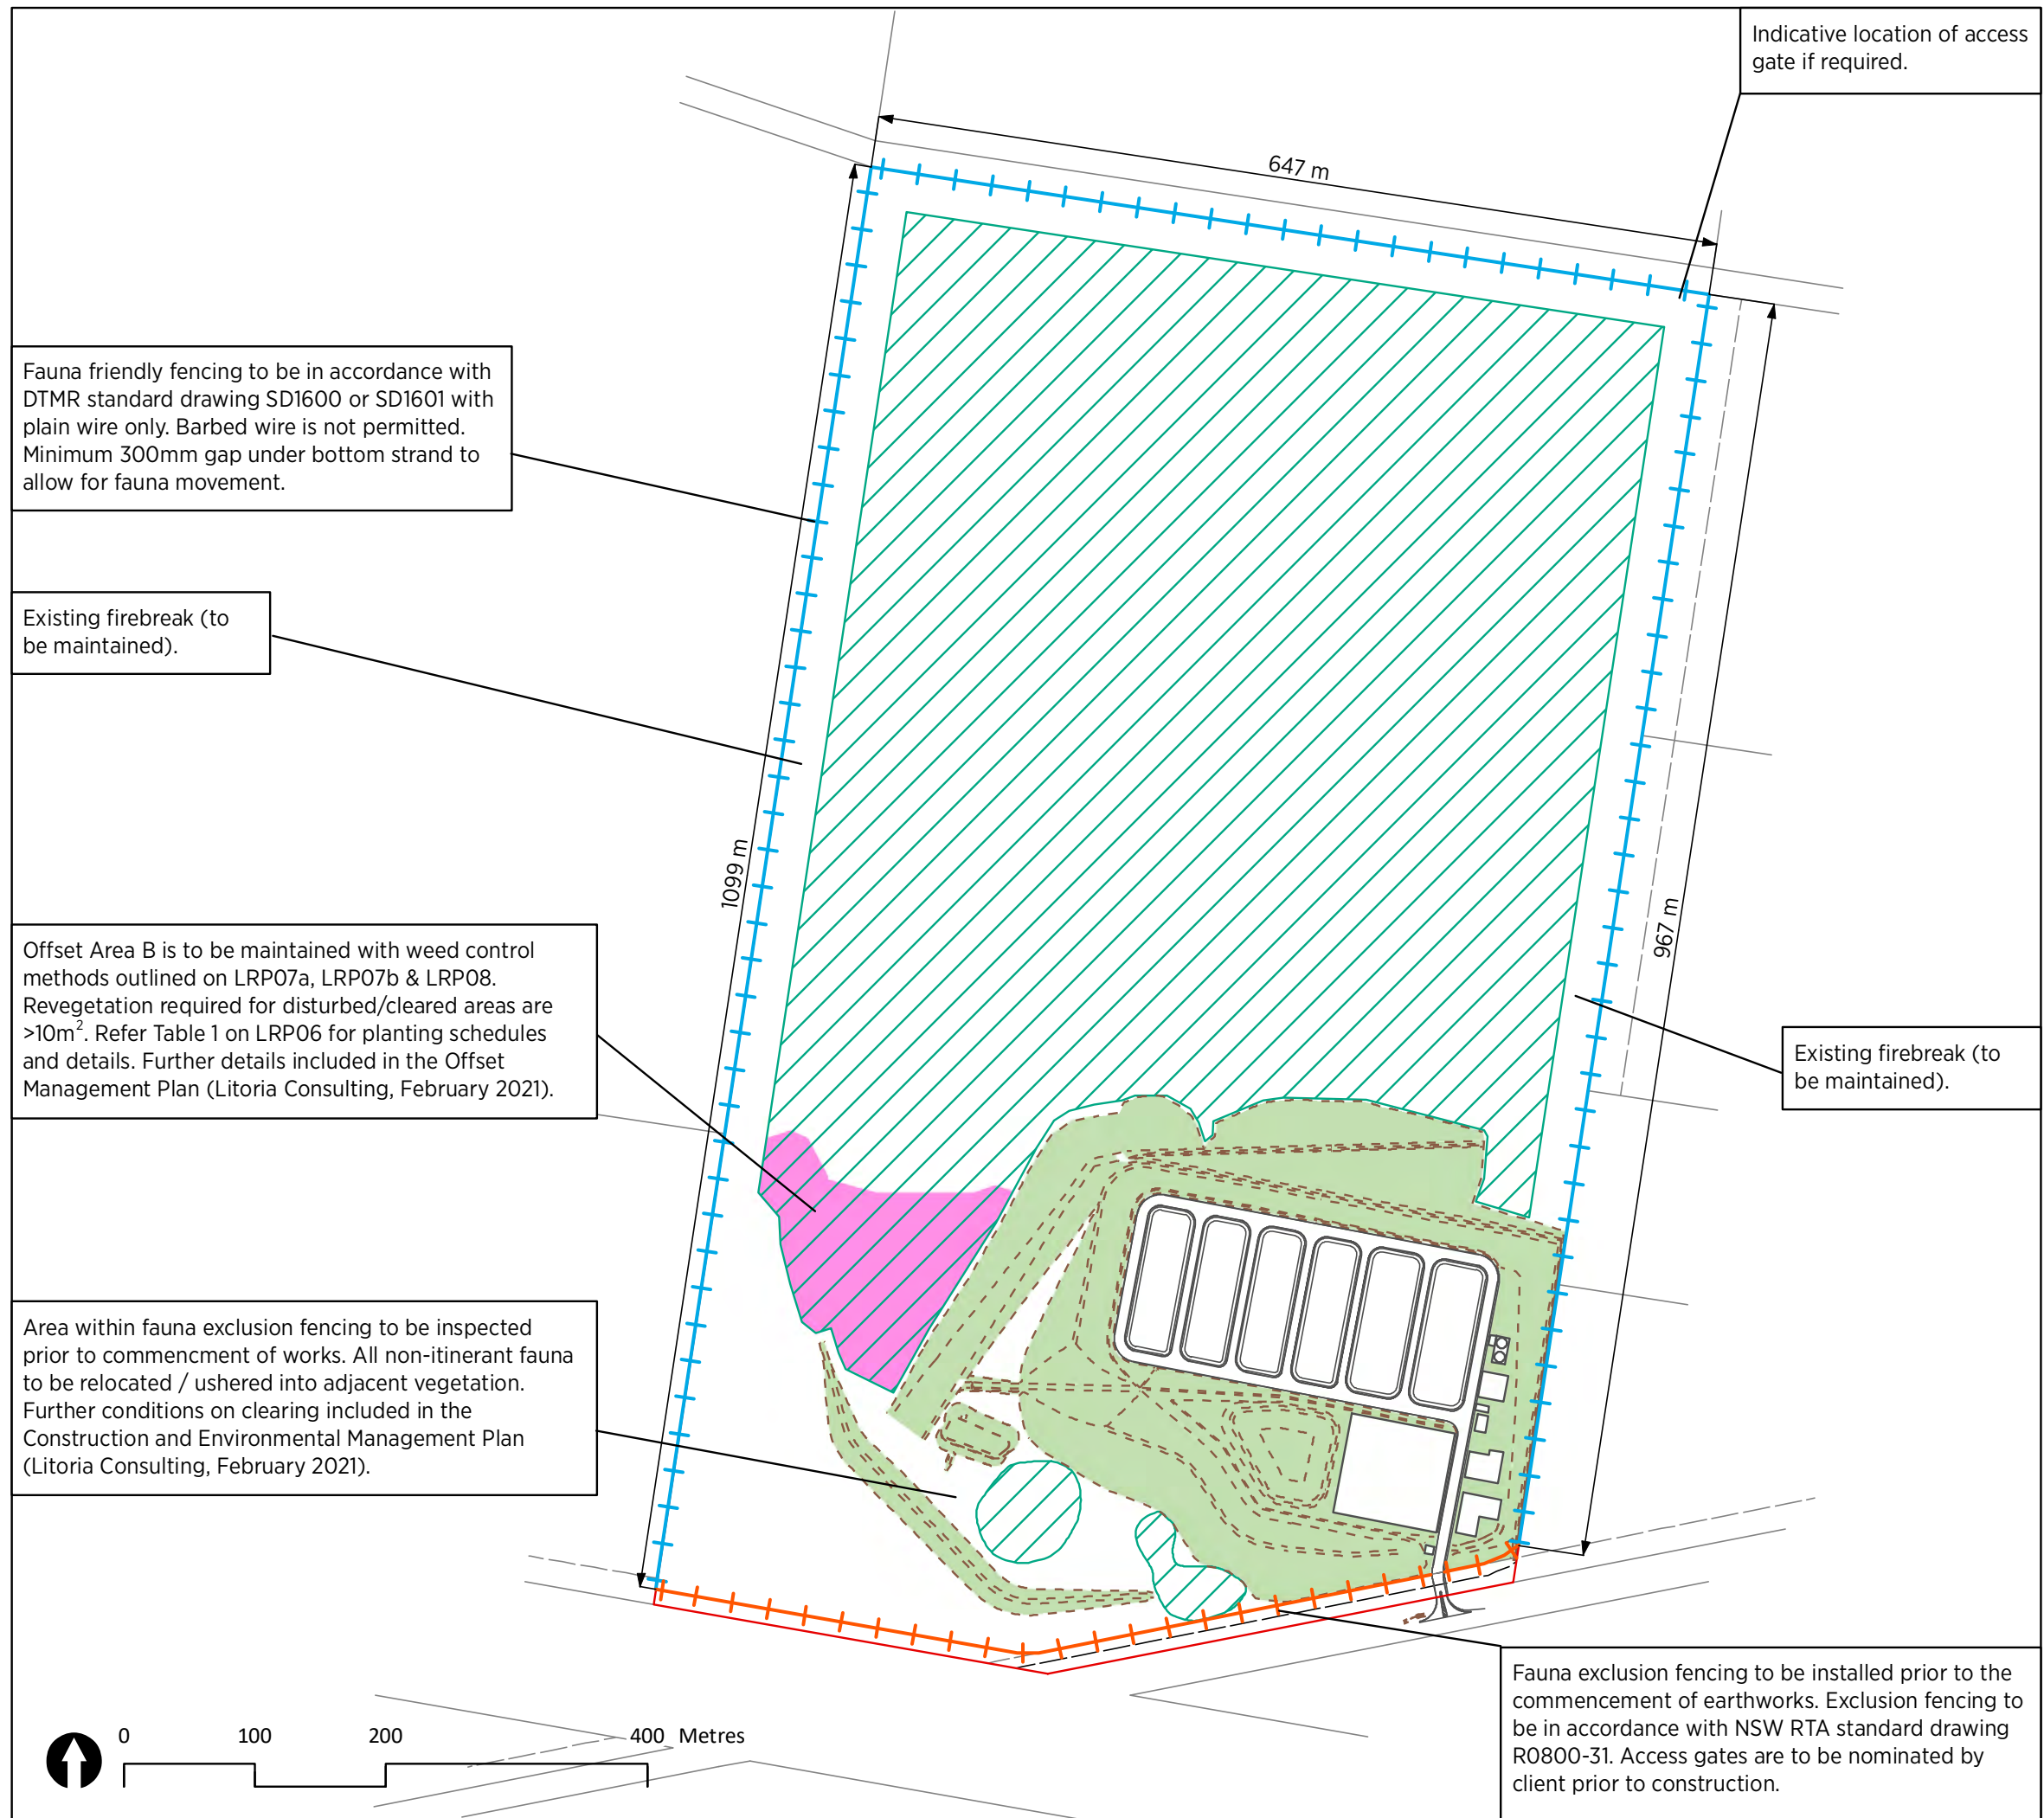 Indicative location of access
gate if required.
647 m
Fauna friendly fencing to be in accordance with
DTMR standard drawing SD1600 or SD1601 with
plain wire only. Barbed wire is not permitted.
Minimum 300mm gap under bottom strand to
allow for fauna movement.
Existing firebreak (to
be maintained).
1099 m
967 m
Offset Area B is to be maintained with weed control
methods outlined on LRP07a, LRP07b & LRP08.
Revegetation required for disturbed/cleared areas are
>10m². Refer Table 1 on LRP06 for planting schedules
and details. Further details included in the Offset
Management Plan (Litoria Consulting, February 2021).
Existing firebreak (to
be maintained).
Area within fauna exclusion fencing to be inspected
prior to commencment of works. All non-itinerant fauna
to be relocated / ushered into adjacent vegetation.
Further conditions on clearing included in the
Construction and Environmental Management Plan
(Litoria Consulting, February 2021).
Fauna exclusion fencing to be installed prior to the
commencement of earthworks. Exclusion fencing to
be in accordance with NSW RTA standard drawing
R0800-31. Access gates are to be nominated by
client prior to construction.
0 100 200 400 Metres